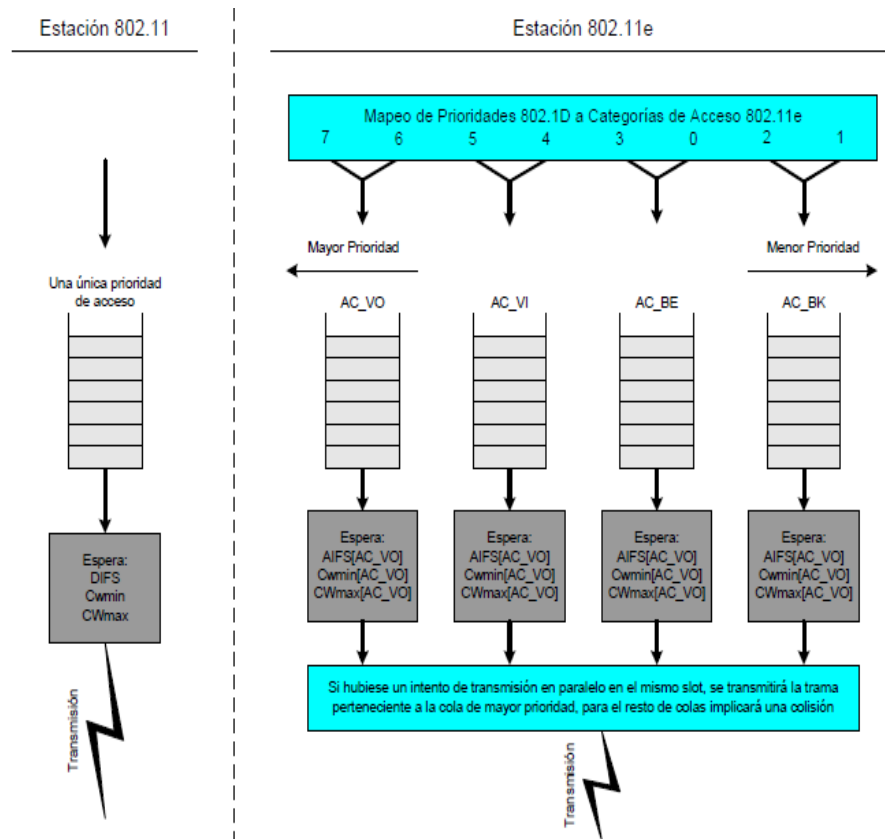 Estación 802.11
Estación 802.11e
Mapeo de Prioridades 802.1D a Categorías de Acceso 802.11e
7 6 5 4 3 0 2 1
Mayor Prioridad
Menor Prioridad
Una única prioridad
de acceso
AC_VO
AC_VI
AC_BE
AC_BK
Espera:
DIFS
Cwmin
CWmax
Espera:
AIFS[AC_VO]
Cwmin[AC_VO]
CWmax[AC_VO]
Espera:
AIFS[AC_VO]
Cwmin[AC_VO]
CWmax[AC_VO]
Espera:
AIFS[AC_VO]
Cwmin[AC_VO]
CWmax[AC_VO]
Espera:
AIFS[AC_VO]
Cwmin[AC_VO]
CWmax[AC_VO]
Si hubiese un intento de transmisión en paralelo en el mismo slot, se transmitirá la trama
perteneciente a la cola de mayor prioridad, para el resto de colas implicará una colisión
Transmisión
Transmisión